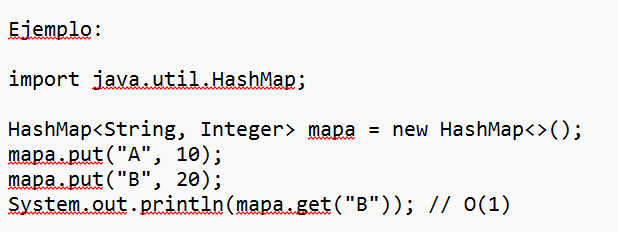 Ejemplo:
import java.util.HashMap;
HashMap<String, Integer> mapa = new HashMap<>();
mapa.put("A", 10);
mapa.put("B", 20);
System.out.println(mapa.get("B")); // O(1)